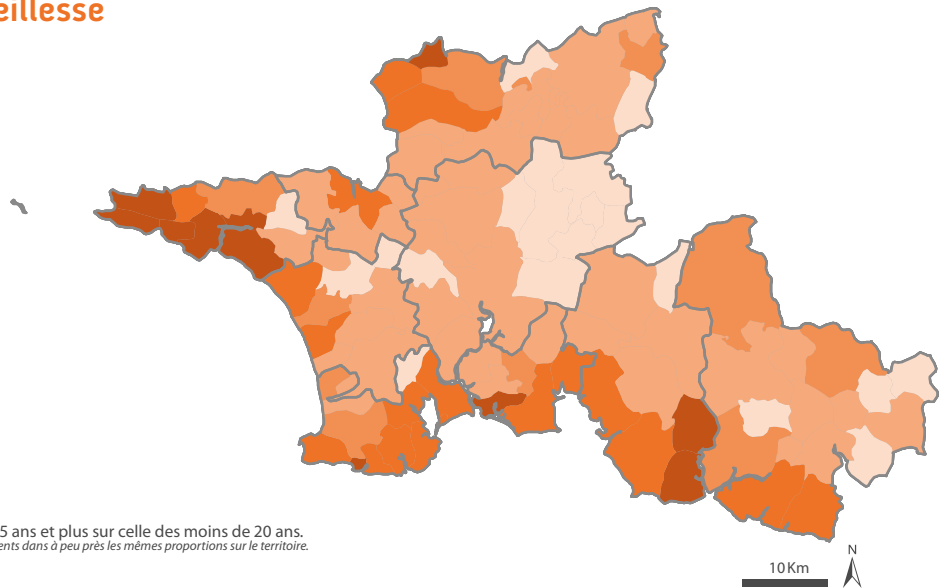 eillesse
5 ans et plus sur celle des moins de 20 ans.
ents dans à peu près les mêmes proportions sur le territoire.
10 Km
N